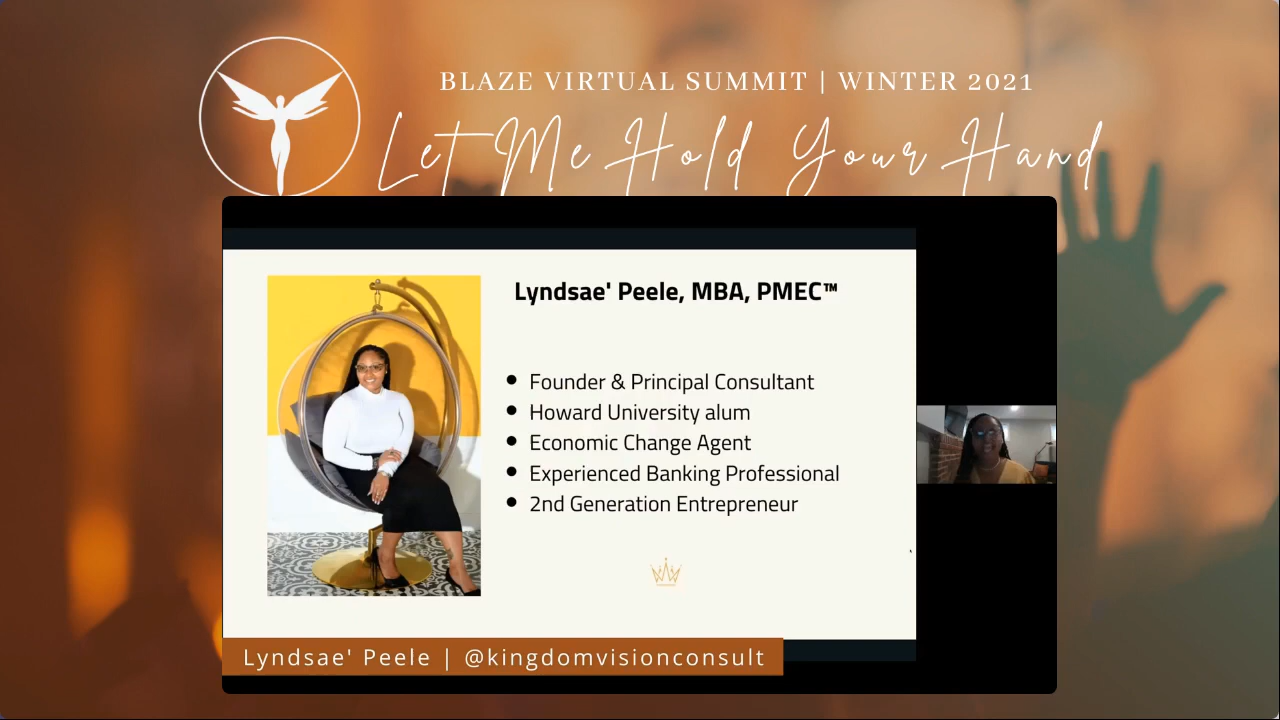 BLAZE VIRTUAL SUMMIT | WINTER 2021
Let Me Hold Your Hand
Lyndsae' Peele, MBA, PMEC™
Founder & Principal Consultant
Howard University alum
Economic Change Agent
Experienced Banking Professional
2nd Generation Entrepreneur
Lyndsae' Peele | @kingdomvisionconsult